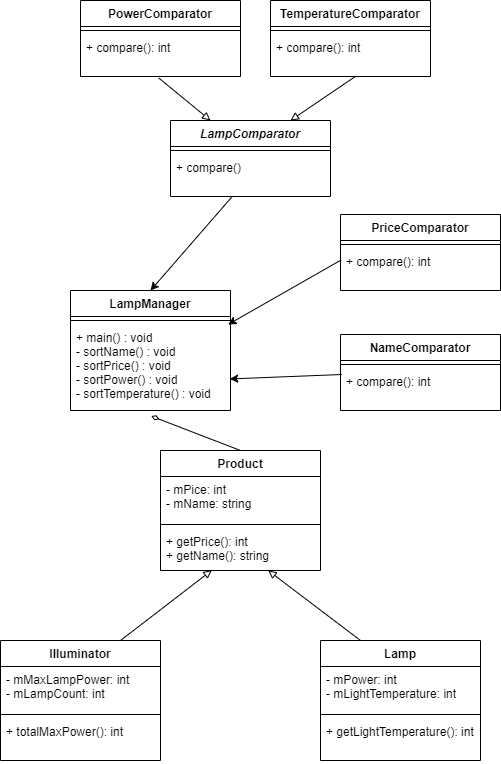 PowerComparator
+ compare(): int
TemperatureComparator
+ compare(): int
LampComparator
+ compare()
PriceComparator
+ compare(): int
LampManager
+ main() : void
- sortName() : void
- sortPrice() : void
- sortPower() : void
- sortTemperature() : void
NameComparator
+ compare(): int
Product
- mPice: int
- mName: string
+ getPrice(): int
+ getName(): string
Illuminator
- mMaxLampPower: int
- mLampCount: int
+ totalMaxPower(): int
Lamp
- mPower: int
- mLightTemperature: int
+ getLightTemperature(): int